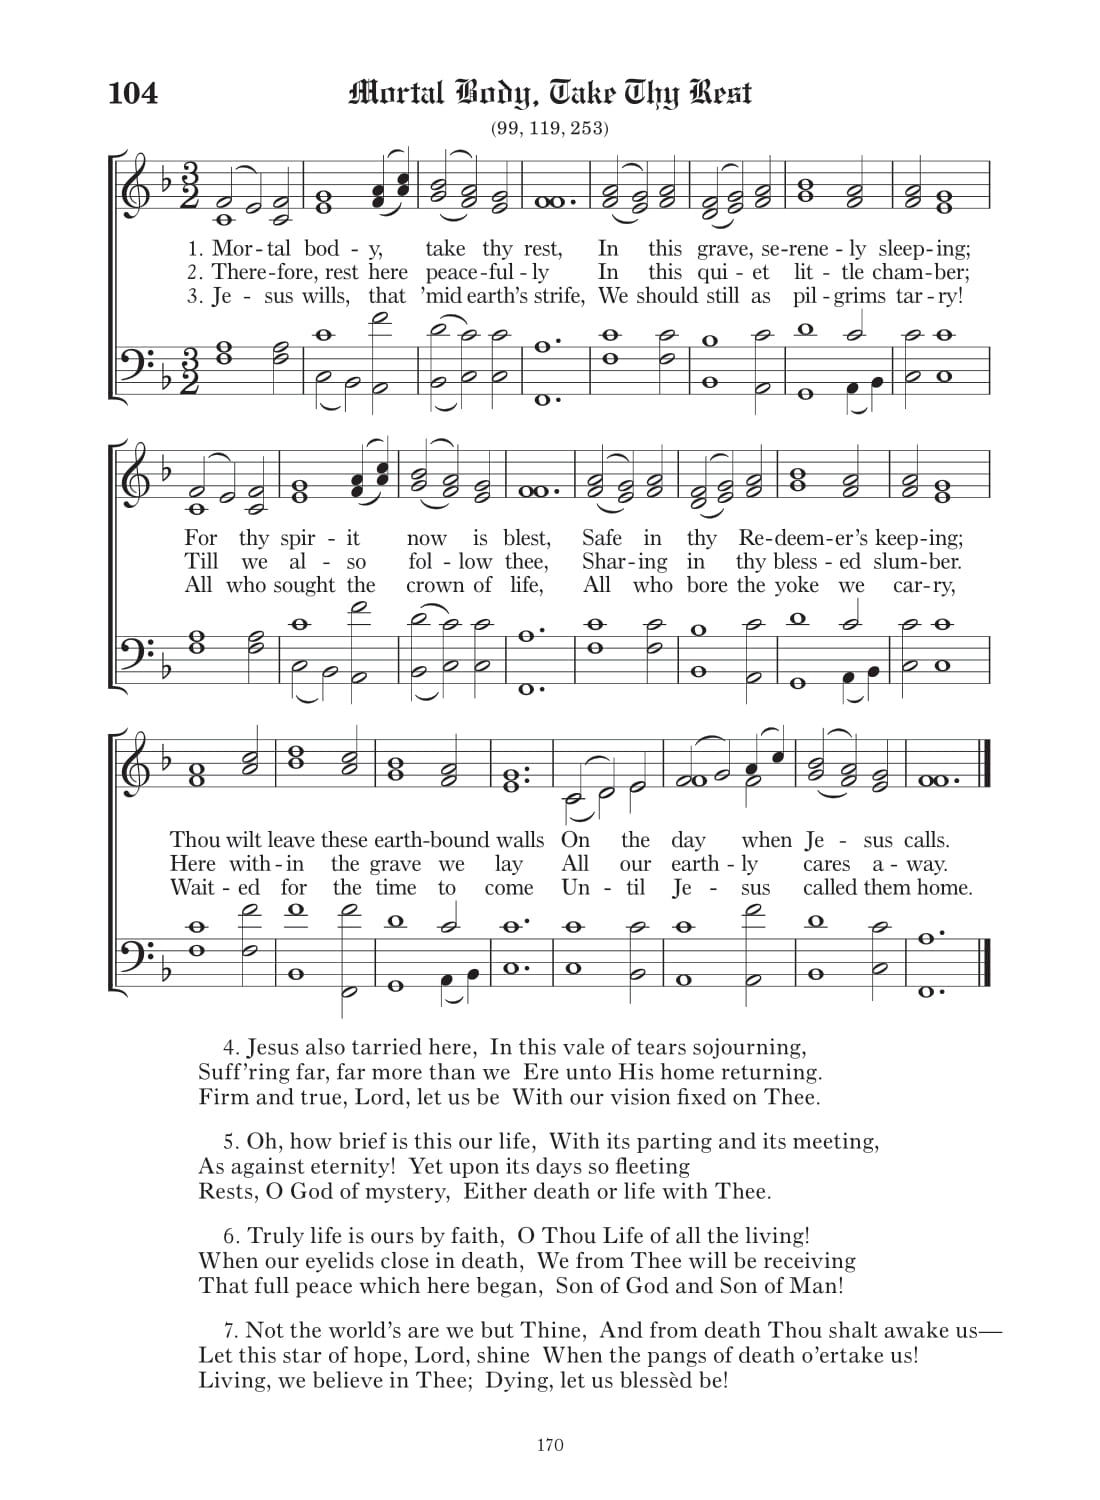 104
Mortal Body, Take Thy Rest
(99, 119, 253)
1. Mor - tal bod - y, take thy rest, In this grave, se-rene - ly sleep-ing;
2. There-fore, rest here peace-ful - ly In this qui - et lit - tle cham-ber;
3. Je - sus wills, that ’mid earth’s strife, We should still as pil - grims tar - ry!
For thy spir - it now is blest, Safe in thy Re-deem-er’s keep-ing;
Till we al - so fol - low thee, Shar-ing in thy bless - ed slum-ber.
All who sought the crown of life, All who bore the yoke we car-ry,
Thou wilt leave these earth-bound walls On the day when Je - sus calls.
Here with-in the grave we lay All our earth - ly cares a - way.
Wait - ed for the time to come Un - til Je - sus called them home.
4. Jesus also tarried here, In this vale of tears sojourning,
Suff’ring far, far more than we Ere unto His home returning.
Firm and true, Lord, let us be With our vision fixed on Thee.
5. Oh, how brief is this our life, With its parting and its meeting,
As against eternity! Yet upon its days so fleeting
Rests, O God of mystery, Either death or life with Thee.
6. Truly life is ours by faith, O Thou Life of all the living!
When our eyelids close in death, We from Thee will be receiving
That full peace which here began, Son of God and Son of Man!
7. Not the world’s are we but Thine, And from death Thou shalt awake us—
Let this star of hope, Lord, shine When the pangs of death o’ertake us!
Living, we believe in Thee; Dying, let us blessèd be!
170